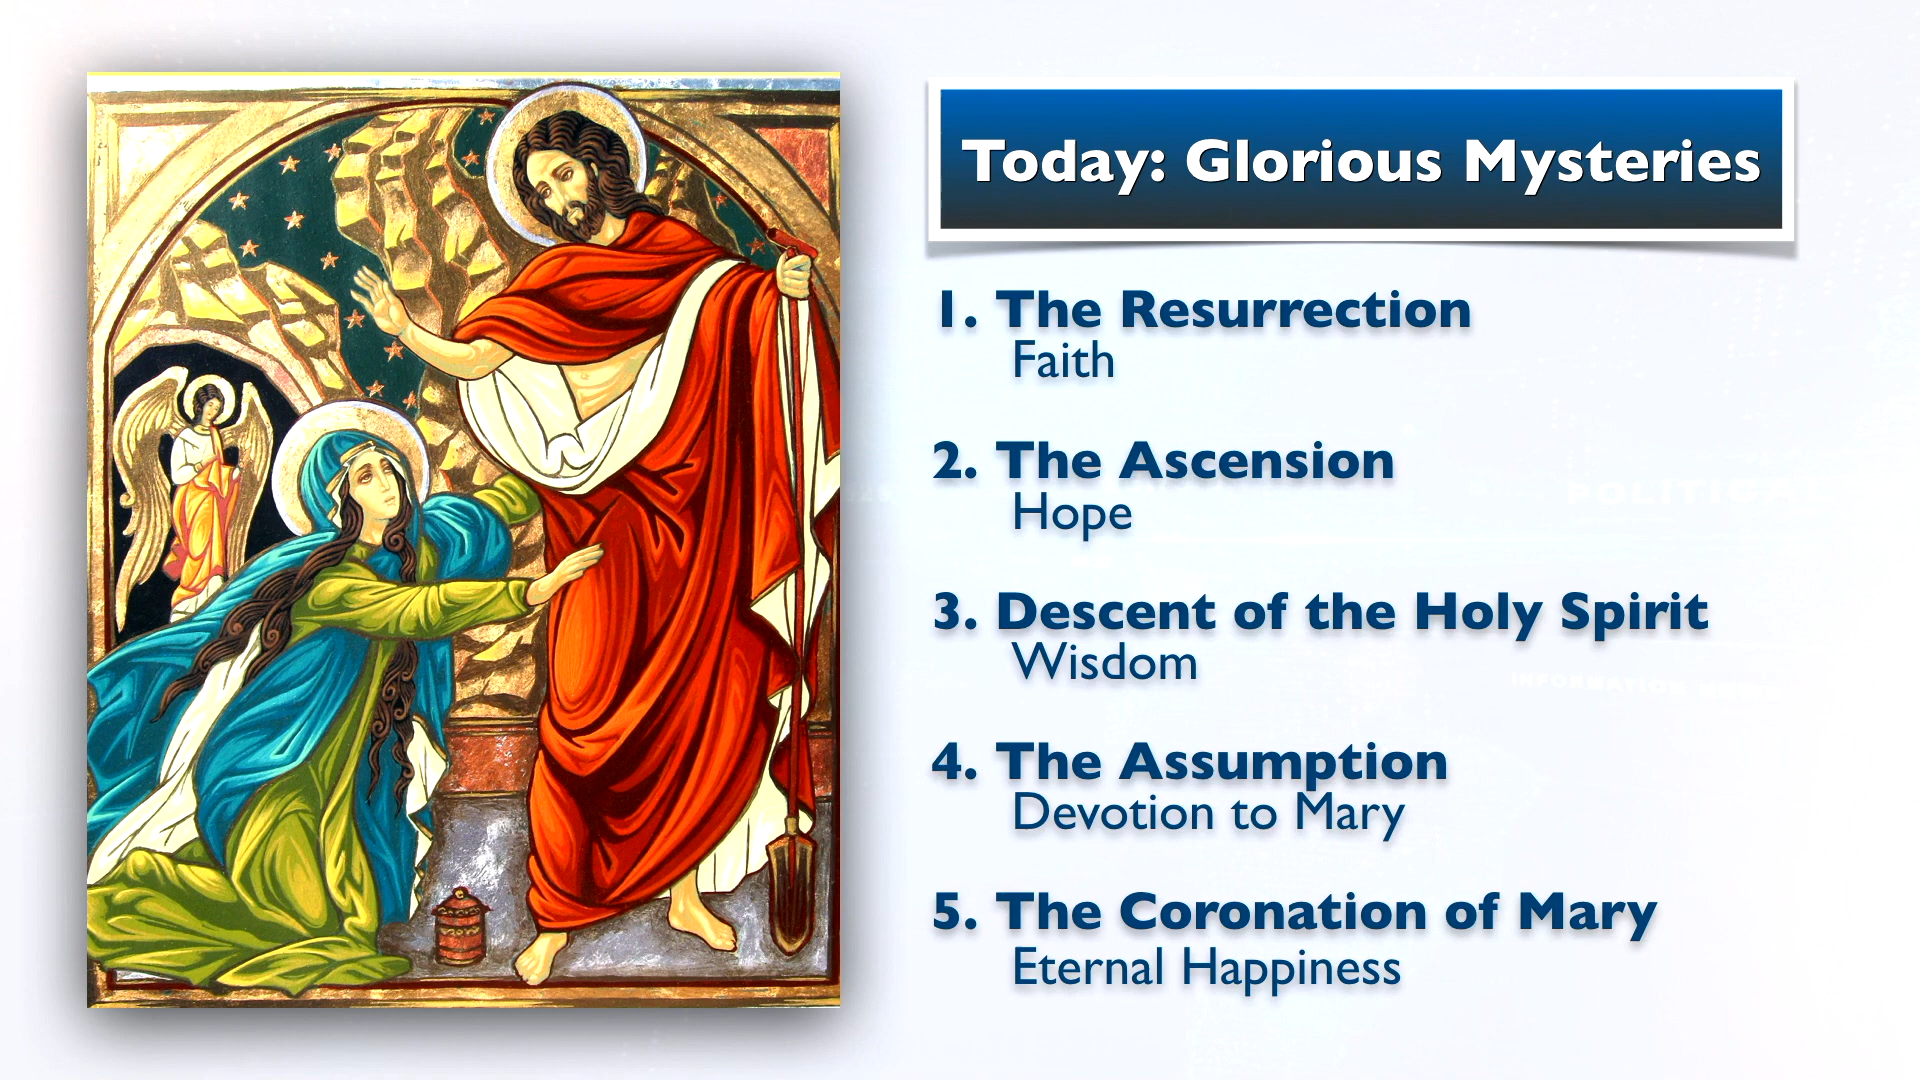 Today: Glorious Mysteries
1. The Resurrection
Faith
2. The Ascension
Hope
3. Descent of the Holy Spirit
Wisdom
4. The Assumption
Devotion to Mary
5. The Coronation of Mary
Eternal Happiness
POLITICAL